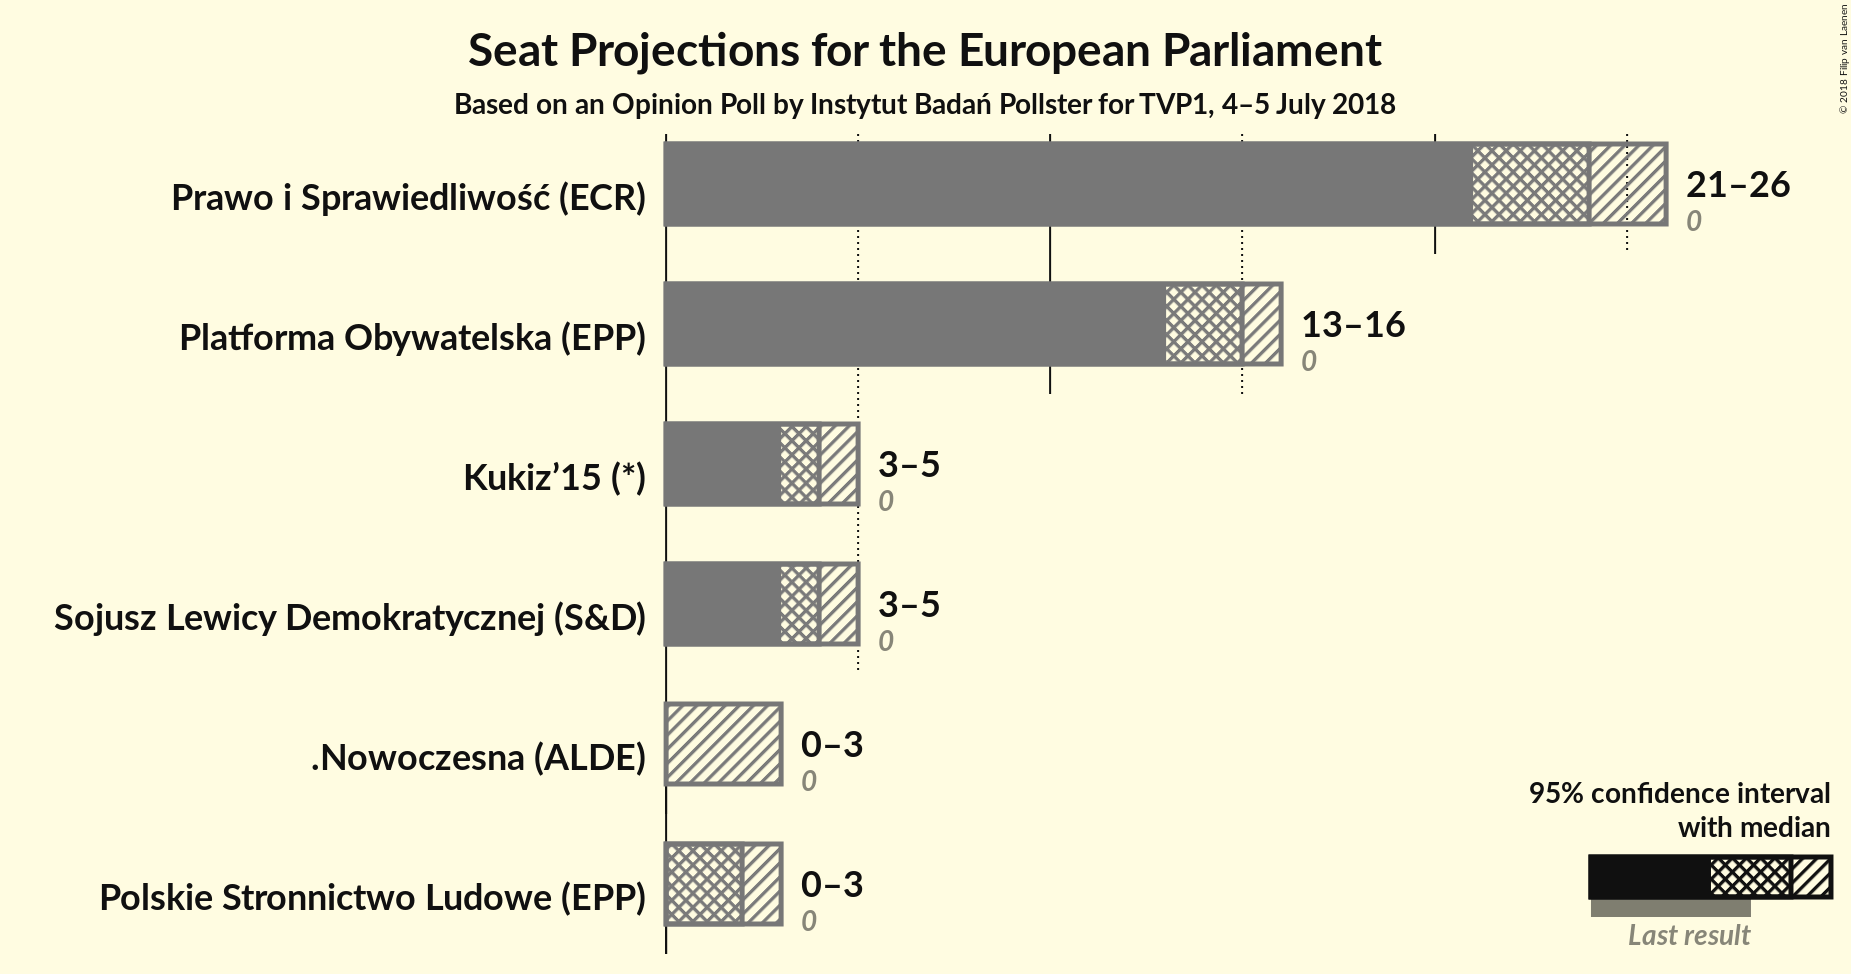 Seat Projections for the European Parliament
Based on an Opinion Poll by Instytut Badań Pollster for TVP1, 4–5 July 2018
© 2018 Filip van Laenen
Prawo i Sprawiedliwość (ECR)
21–26
0
Platforma Obywatelska (EPP)
13–16
0
Kukiz’15 (*)
3–5
0
Sojusz Lewicy Demokratycznej (S&D)
3–5
0
.Nowoczesna (ALDE)
0–3
0
Polskie Stronnictwo Ludowe (EPP)
0–3
0
95% confidence interval
with median
Last result